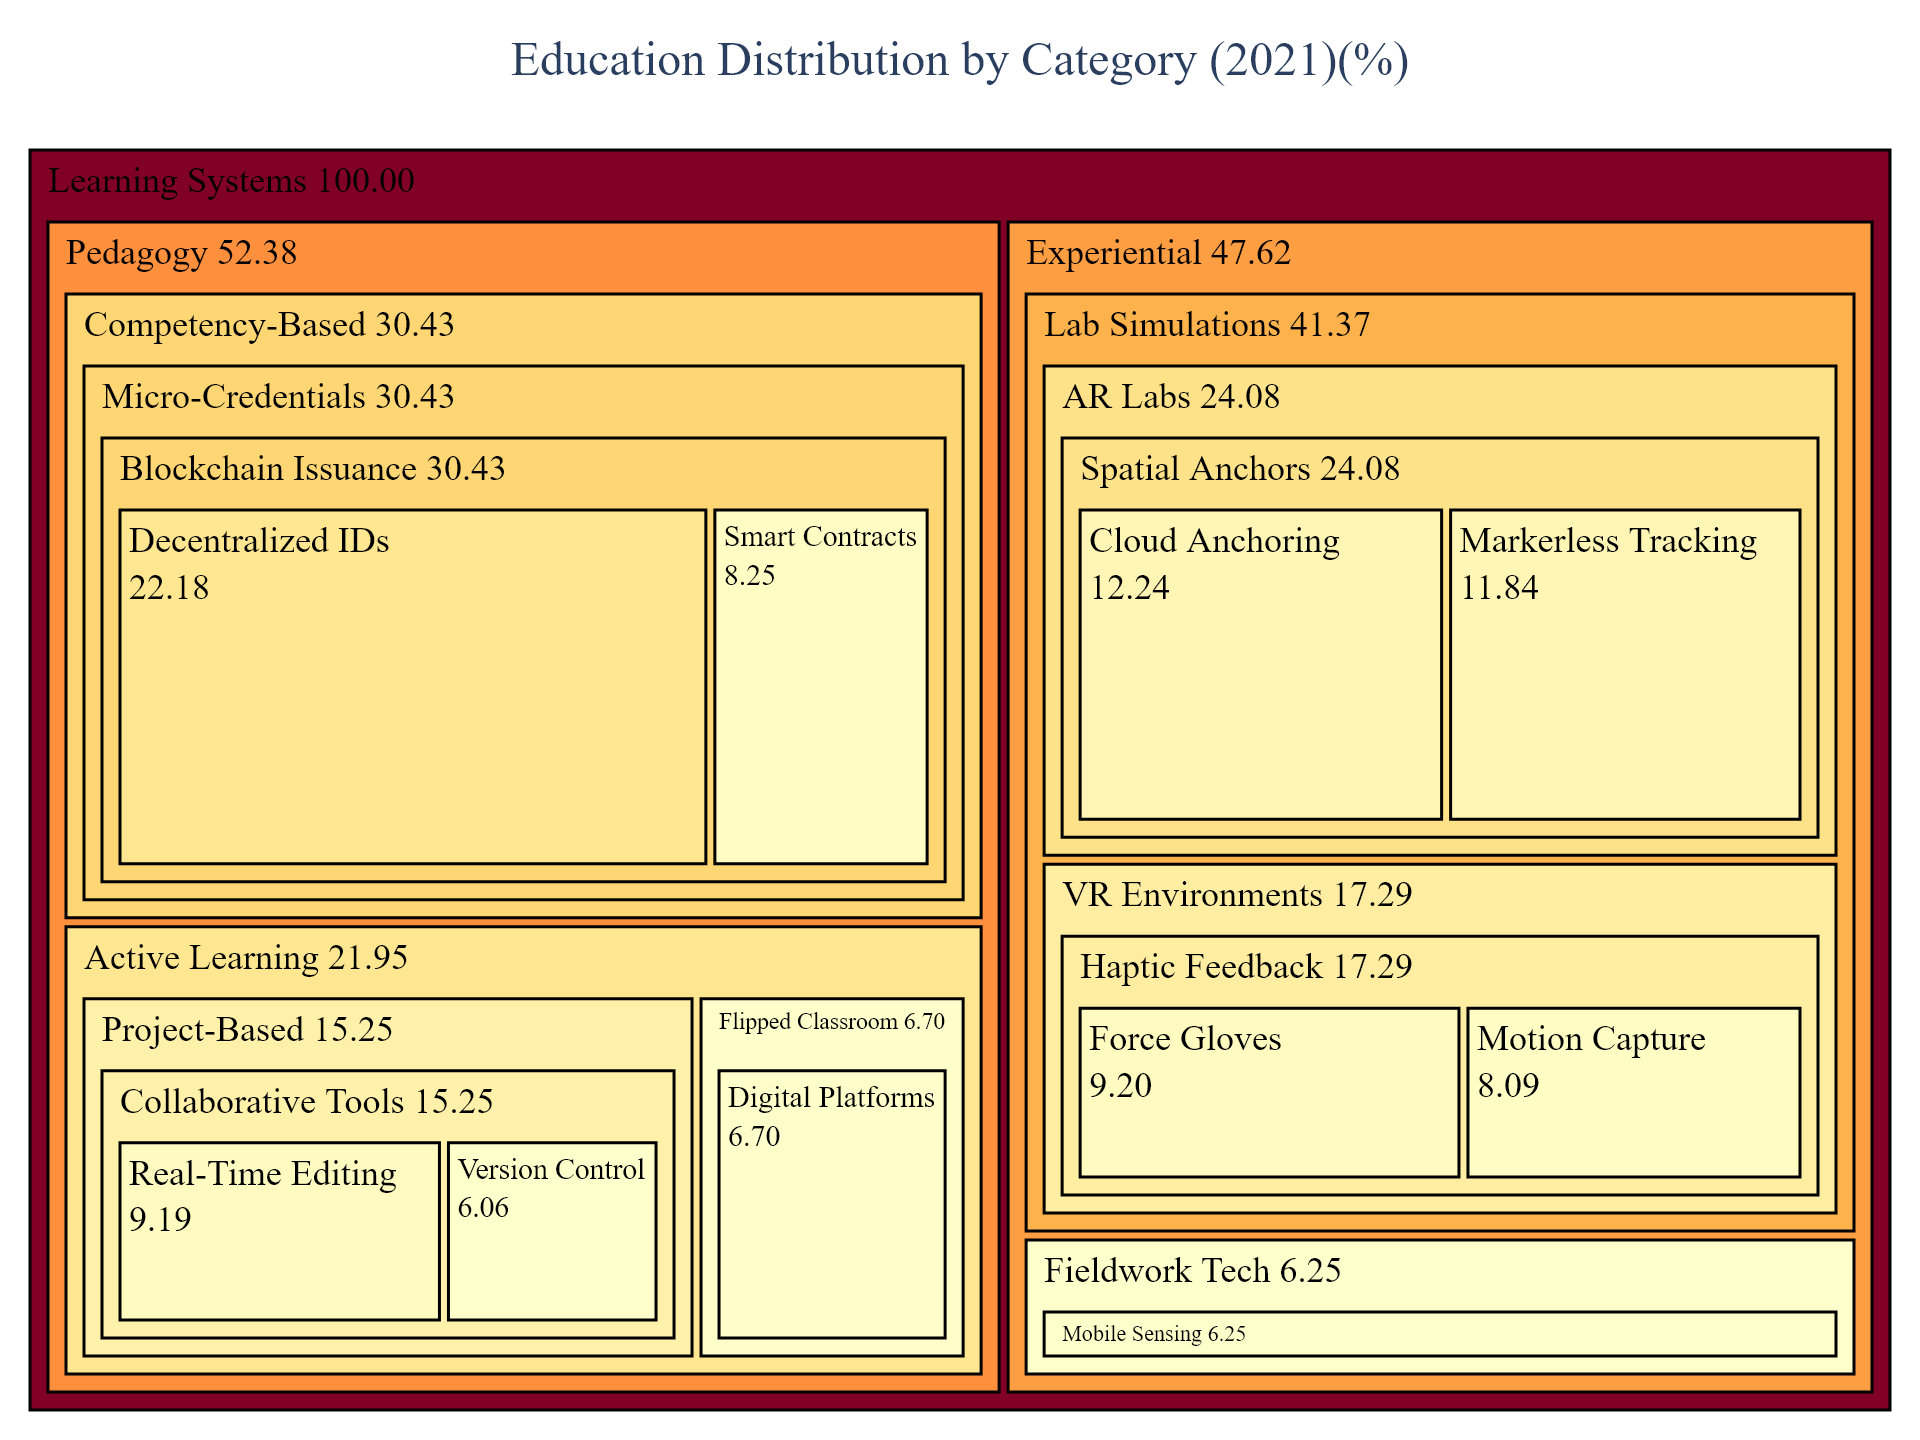 Education Distribution by Category (2021)(%)
Learning Systems 100.00
Pedagogy 52.38
Competency-Based 30.43
Micro-Credentials 30.43
Blockchain Issuance 30.43
Decentralized IDs
22.18
Smart Contracts
8.25
Active Learning 21.95
Project-Based 15.25
Collaborative Tools 15.25
Real-Time Editing
9.19
Version Control
6.06
Flipped Classroom 6.70
Digital Platforms
6.70
Experiential 47.62
Lab Simulations 41.37
AR Labs 24.08
Spatial Anchors 24.08
Cloud Anchoring
12.24
Markerless Tracking
11.84
VR Environments 17.29
Haptic Feedback 17.29
Force Gloves
9.20
Motion Capture
8.09
Fieldwork Tech 6.25
Mobile Sensing 6.25